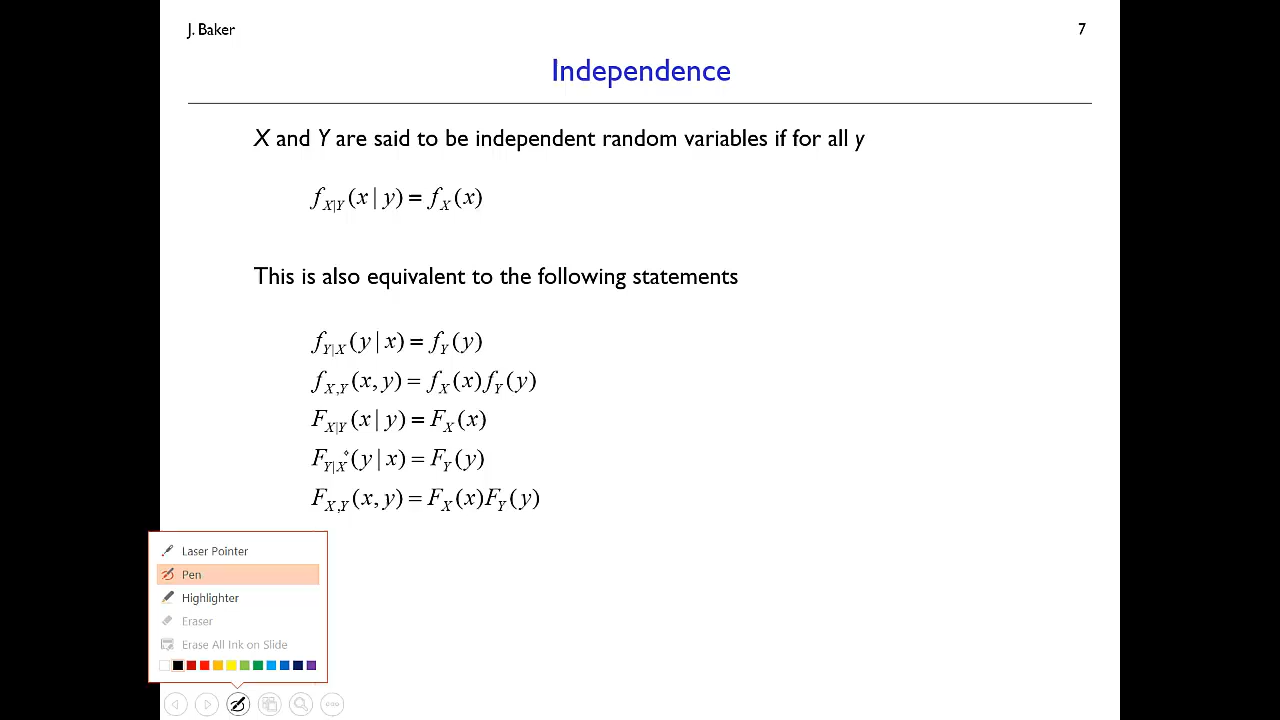 J. Baker 7
Independence
X and Y are said to be independent random variables if for all y
f_{X|Y}(x | y) = f_X(x)
This is also equivalent to the following statements
f_{Y|X}(y | x) = f_Y(y)
f_{X,Y}(x, y) = f_X(x) f_Y(y)
F_{X|Y}(x | y) = F_X(x)
F_{Y|X}(y | x) = F_Y(y)
F_{X,Y}(x, y) = F_X(x)F_Y(y)
Laser Pointer
Pen
Highlighter
Eraser
Erase All Ink on Slide